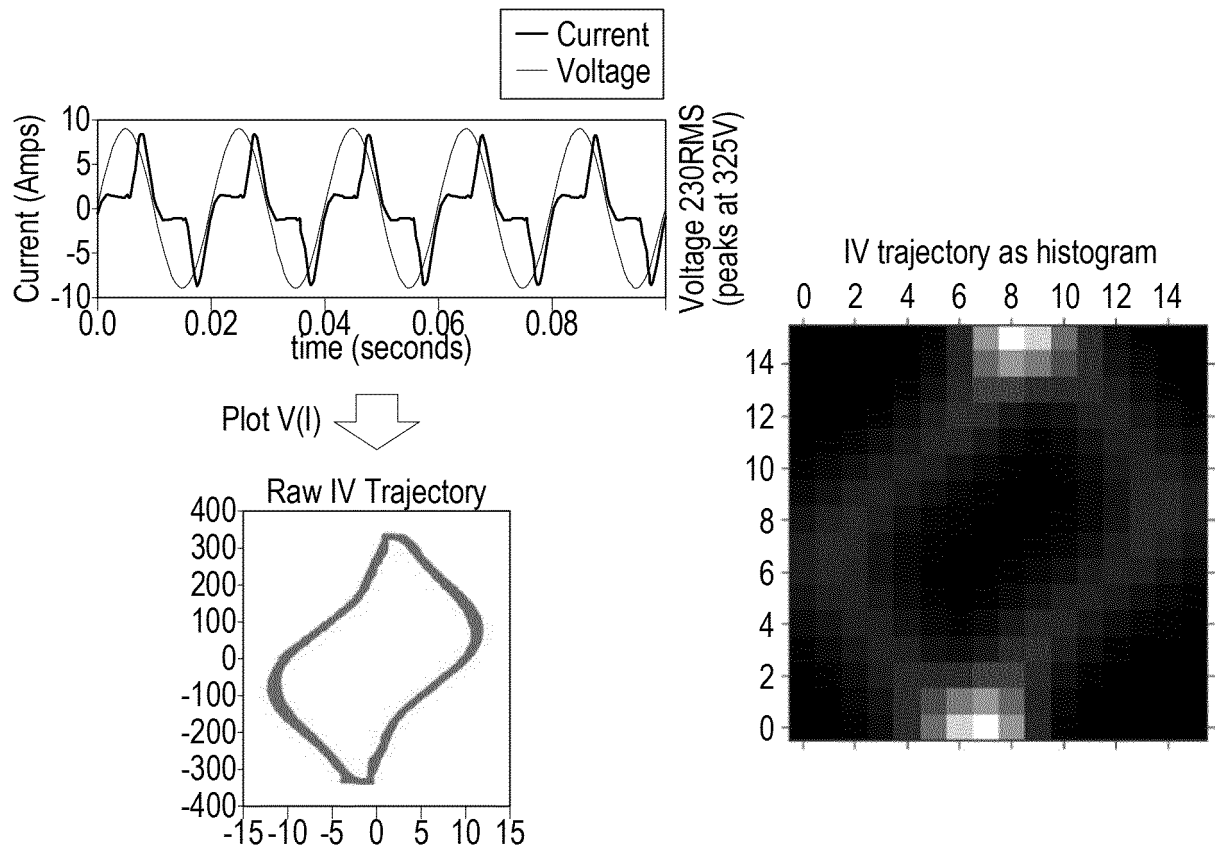 Current
Voltage
Current (Amps)
10
5
0
-5
-10
0.0 0.02 0.04 0.06 0.08
time (seconds)
Voltage 230RMS
(peaks at 325V)
Plot V(I)
Raw IV Trajectory
400
300
200
100
0
-100
-200
-300
-400
-15 -10 -5 0 5 10 15
IV trajectory as histogram
0 2 4 6 8 10 12 14
14
12
10
8
6
4
2
0